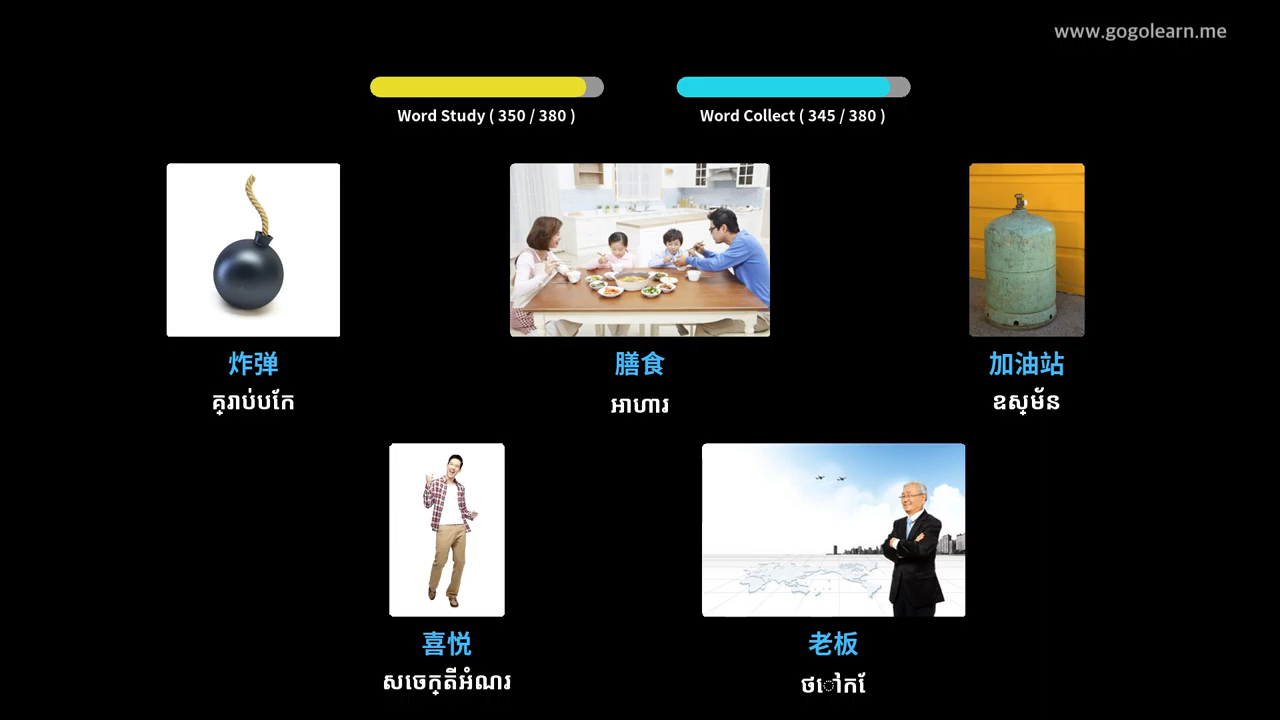 www.gogolearn.me
Word Study ( 350 / 380 )
Word Collect ( 345 / 380 )
炸弹
គ្រាប់បកែ
膳食
អាហារ
加油站
ឧស្ម័ន
喜悦
សចេក្តីអំណរ
老板
ថៅកែ